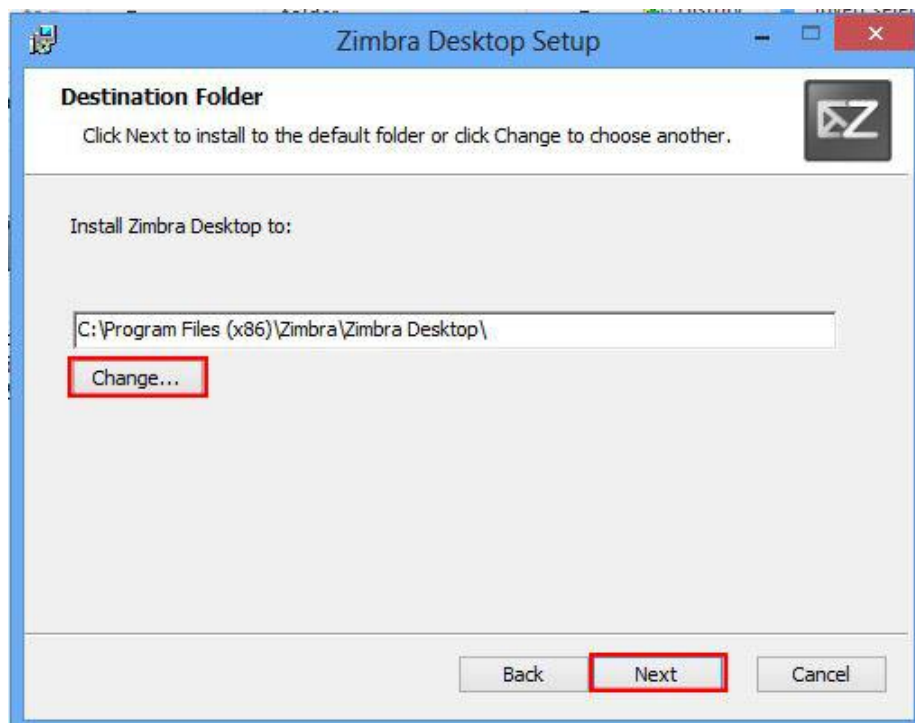 Zimbra Desktop Setup
Destination Folder
Click Next to install to the default folder or click Change to choose another.
Install Zimbra Desktop to:
C:\Program Files (x86)\Zimbra\Zimbra Desktop\
Change...
Back Next Cancel